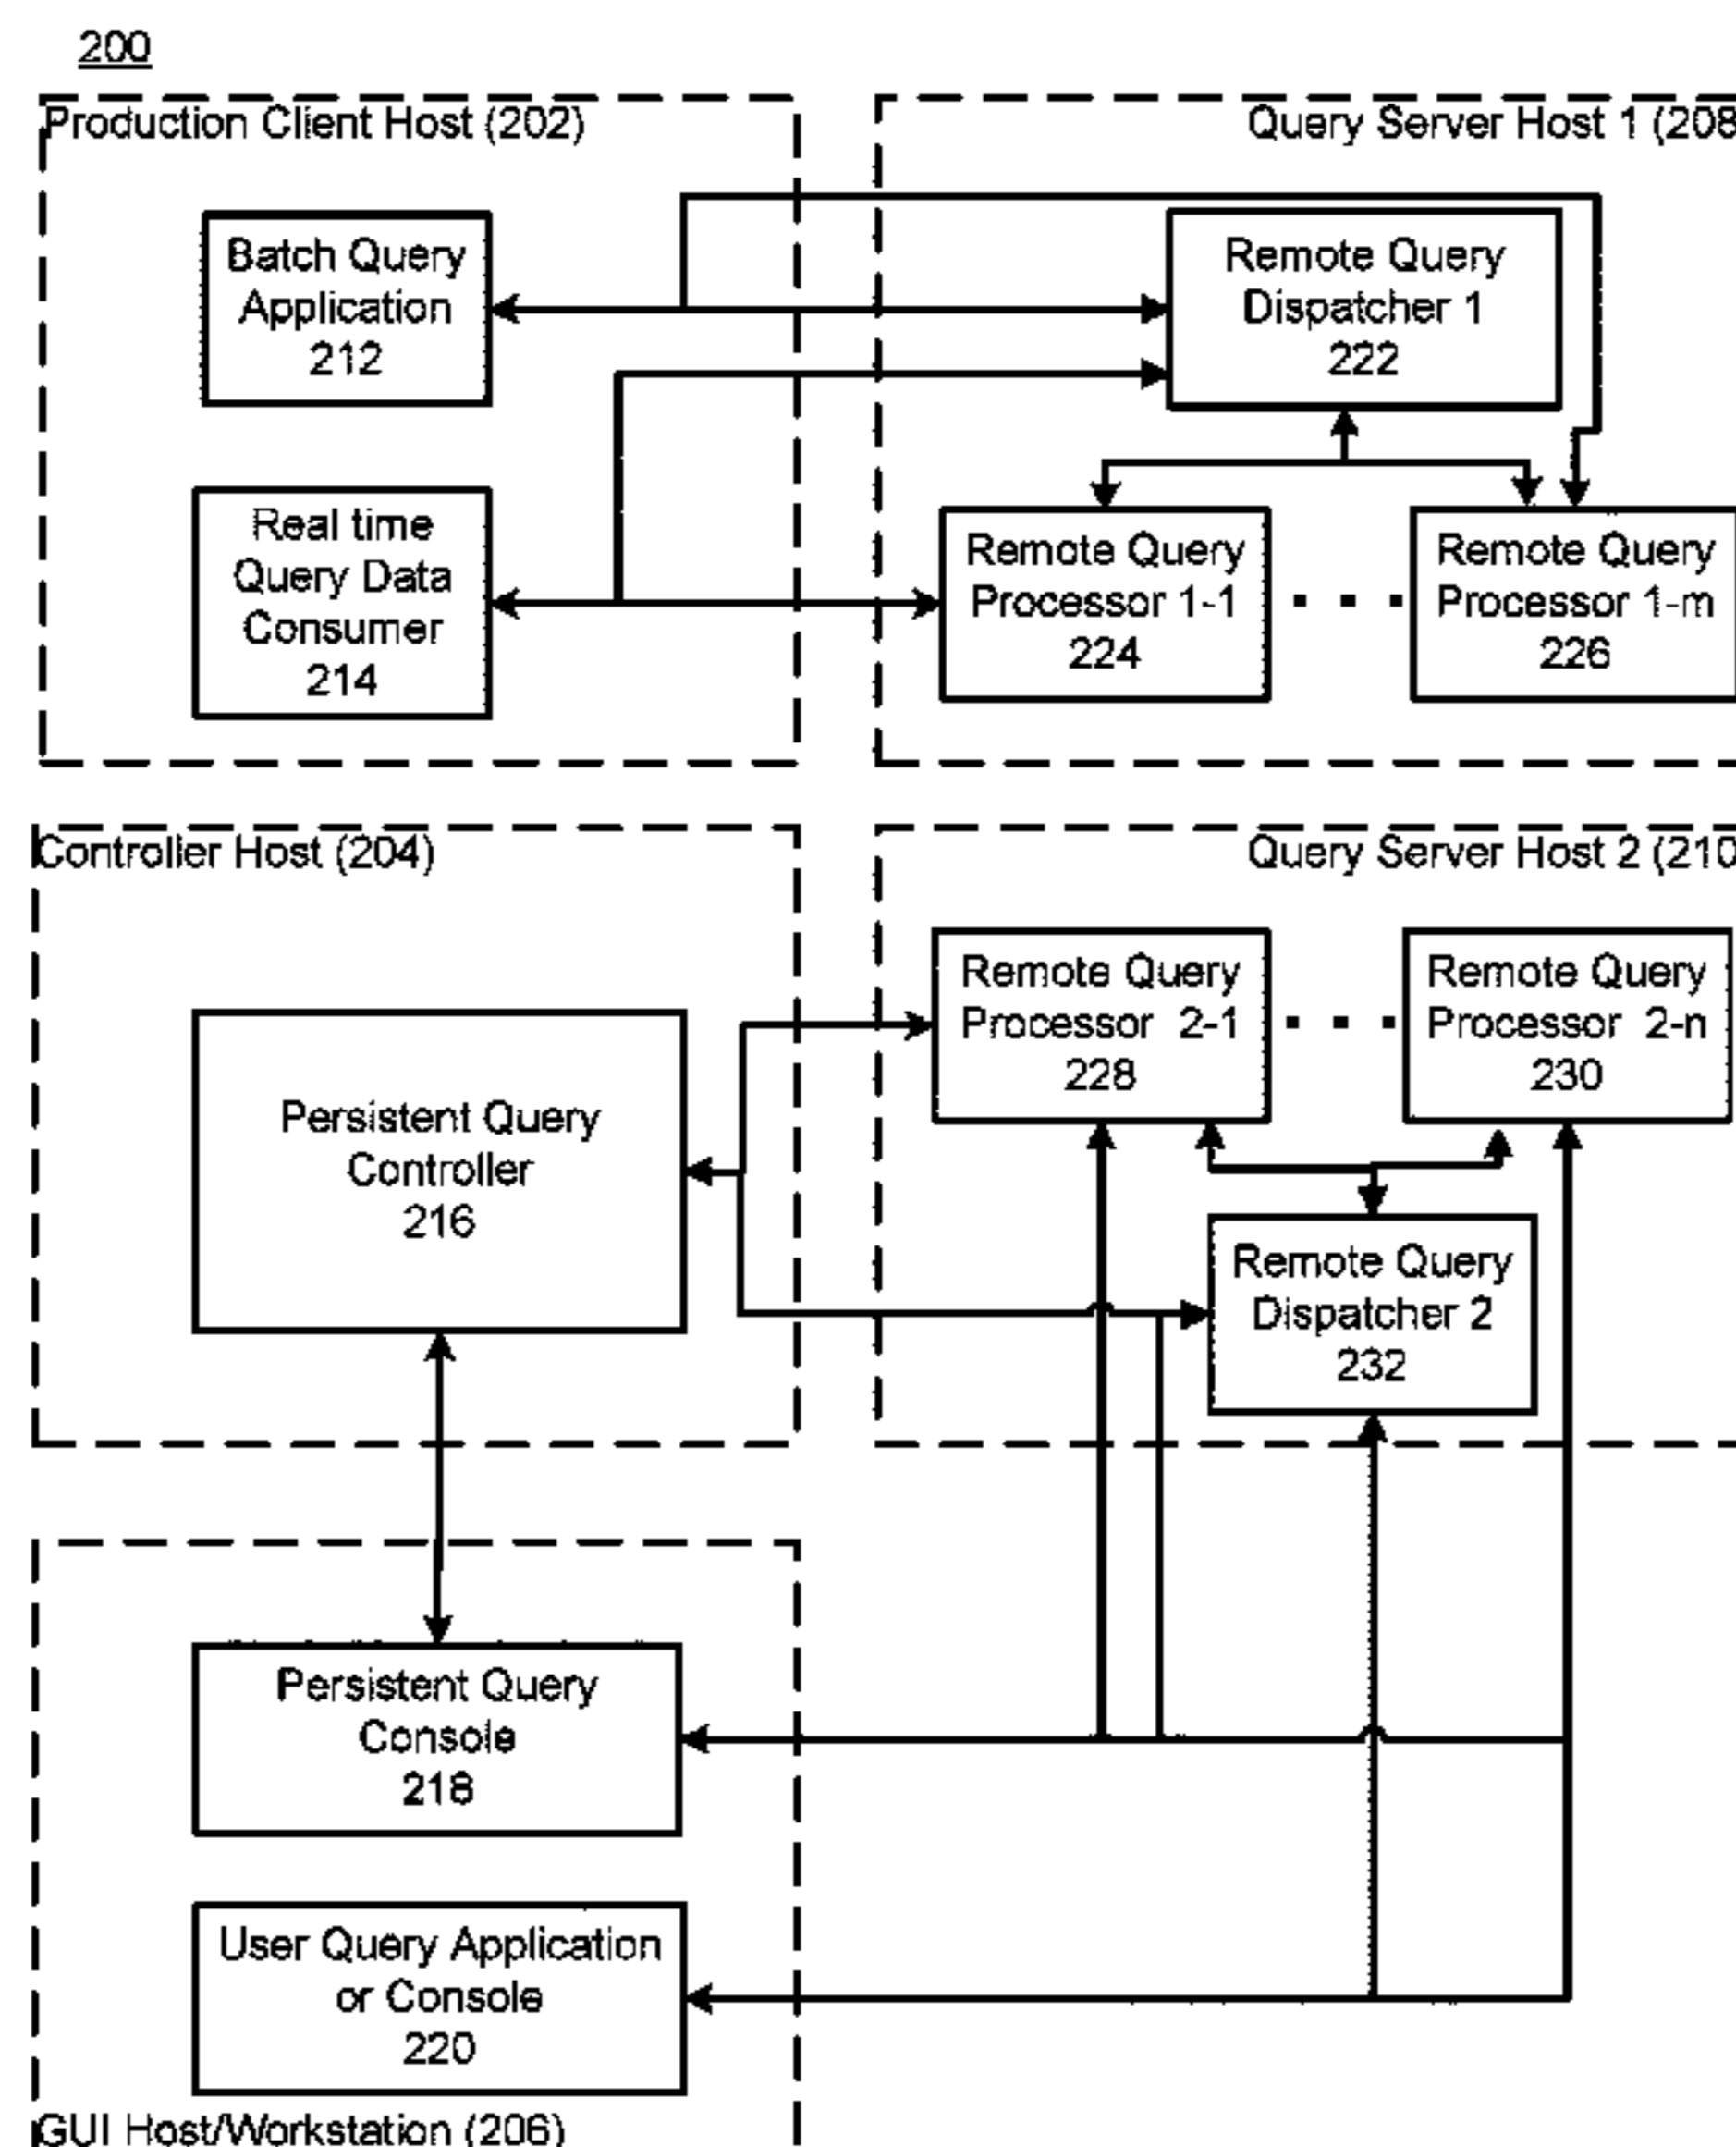 200
Production Client Host (202)
Query Server Host 1 (208
Batch Query
Application
212
Remote Query
Dispatcher 1
222
Real time
Query Data
Consumer
214
Remote Query
Processor 1-1
224
Remote Query
Processor 1-m
226
Controller Host (204)
Query Server Host 2 (210
Remote Query
Processor 2-1
228
Remote Query
Processor 2-n
230
Persistent Query
Controller
216
Remote Query
Dispatcher 2
232
Persistent Query
Console
218
User Query Application
or Console
220
GUI Host/Workstation (206)